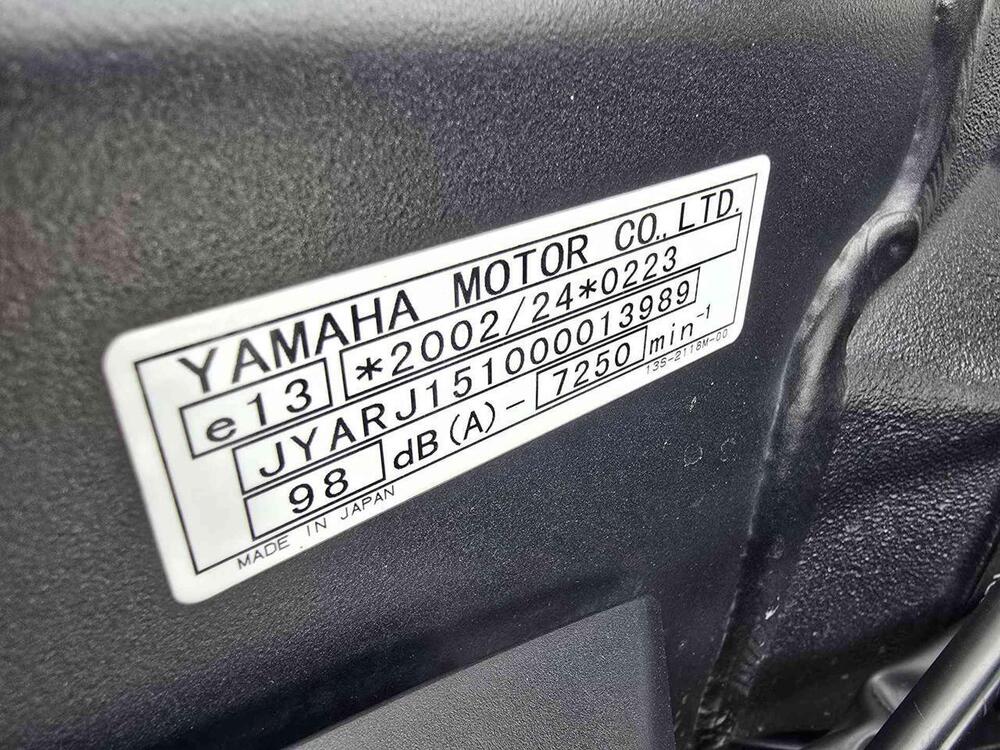 YAMAHA MOTOR CO., LTD.
e13 *2002/24*0223
JYARJ151000013989
98 dB(A)- 7250 min-1
13S-2118M-00
MADE IN JAPAN